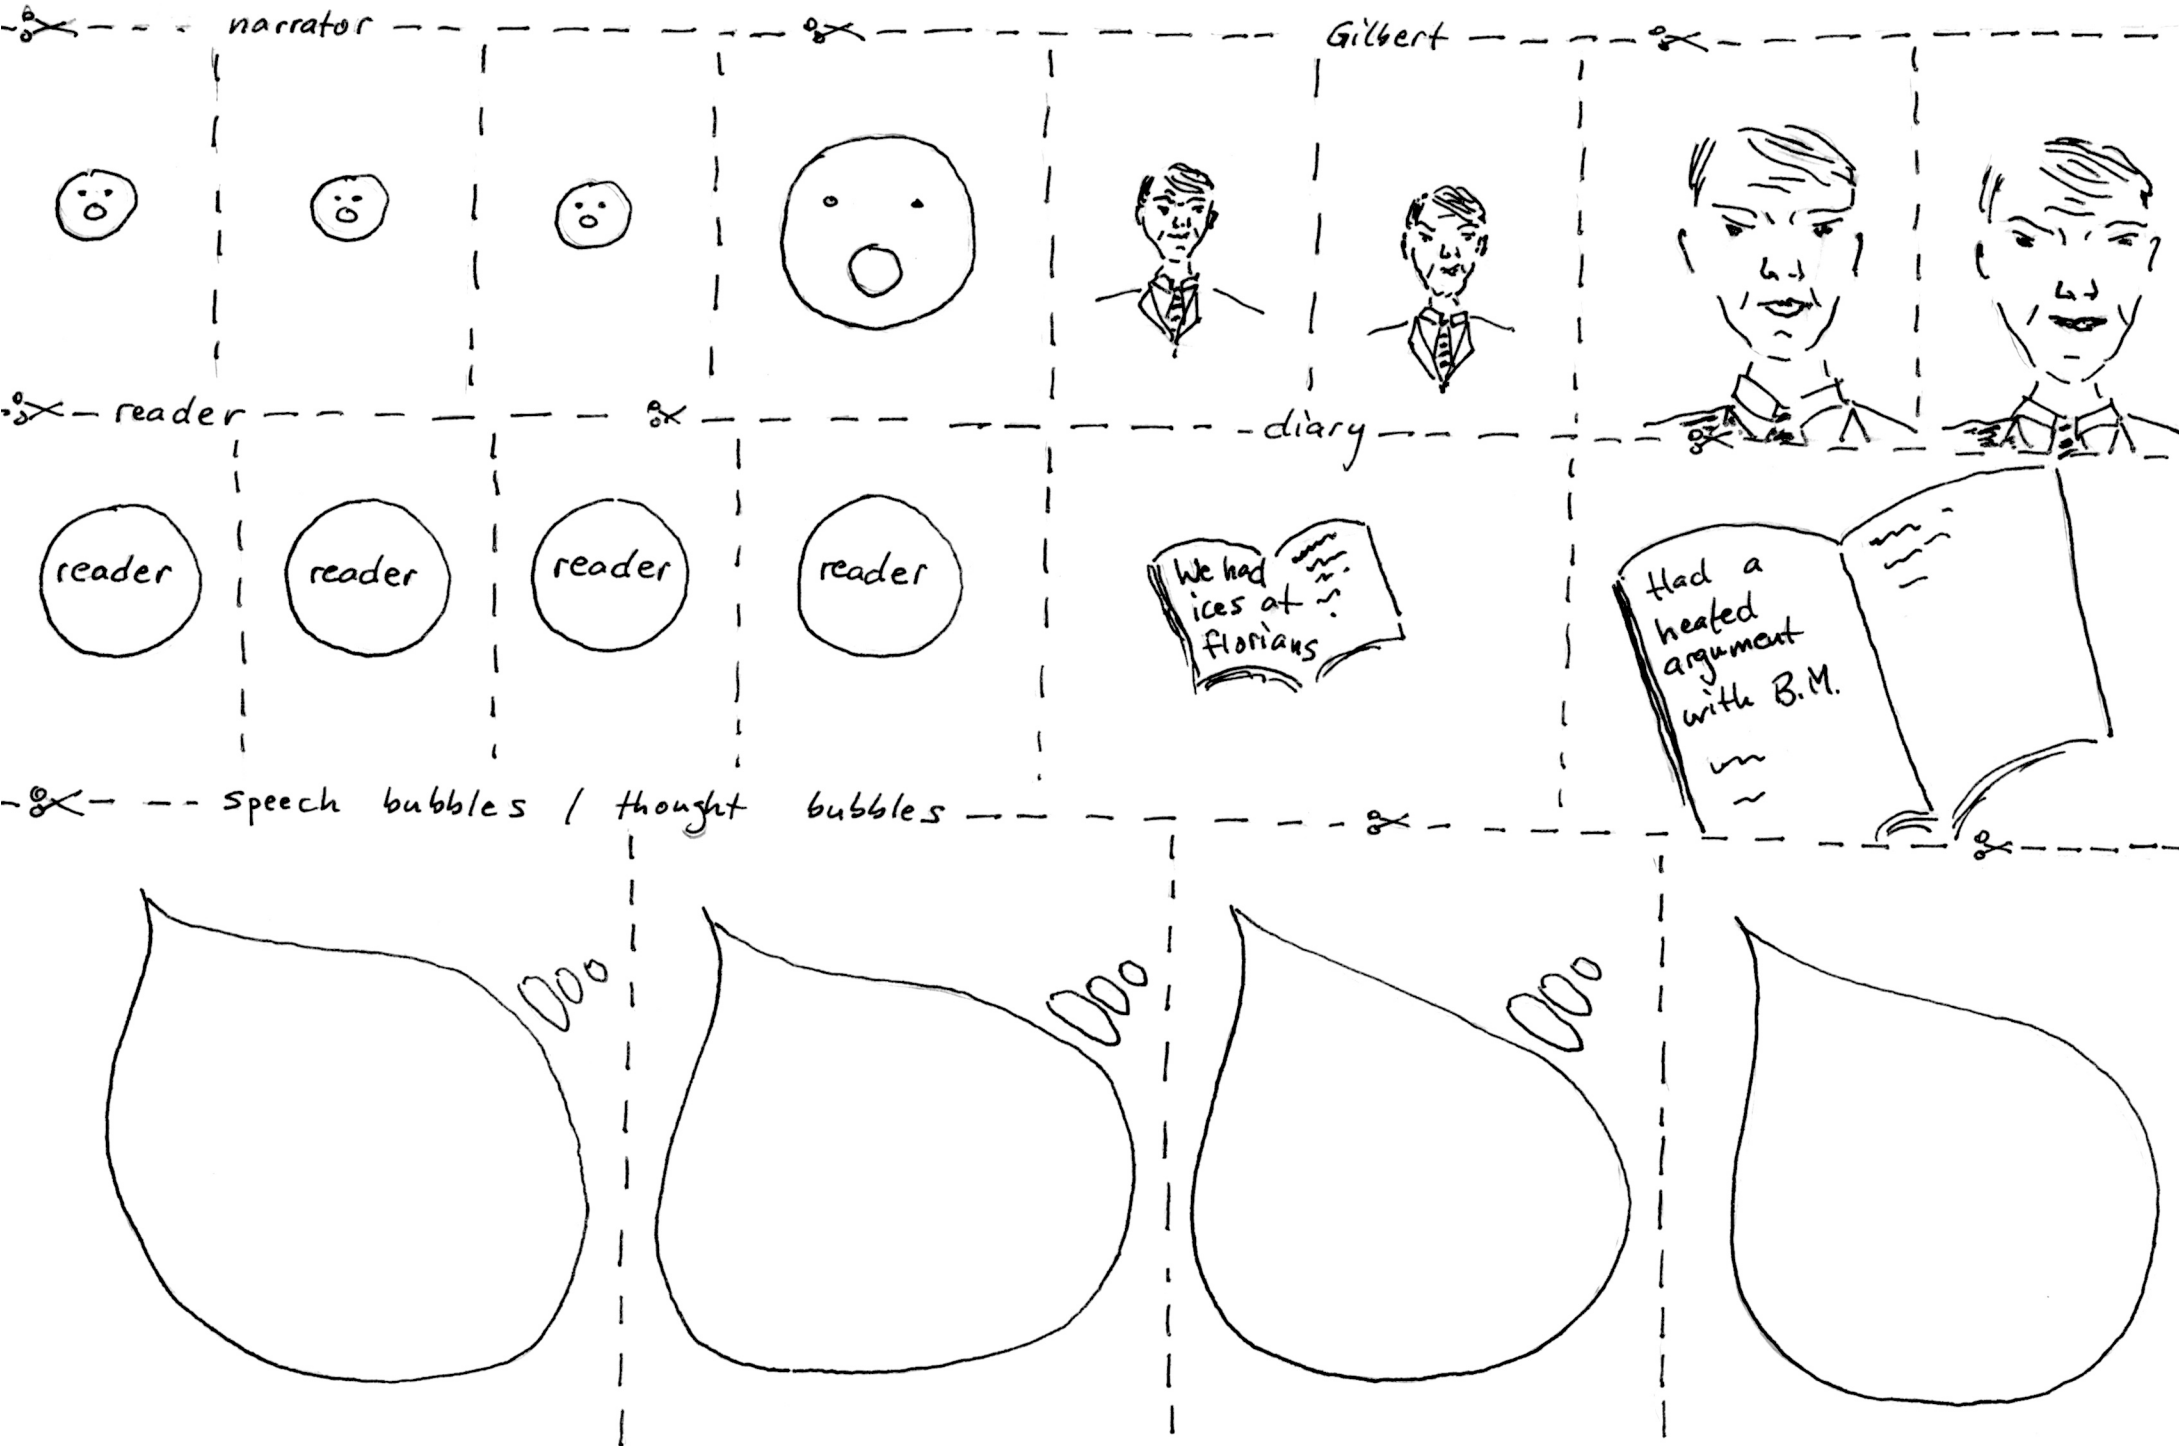 narrator
Gilbert
reader
diary
reader
reader
reader
reader
We had
ices at
florians
Had a
heated
argument
with B.M.
speech bubbles / thought bubbles